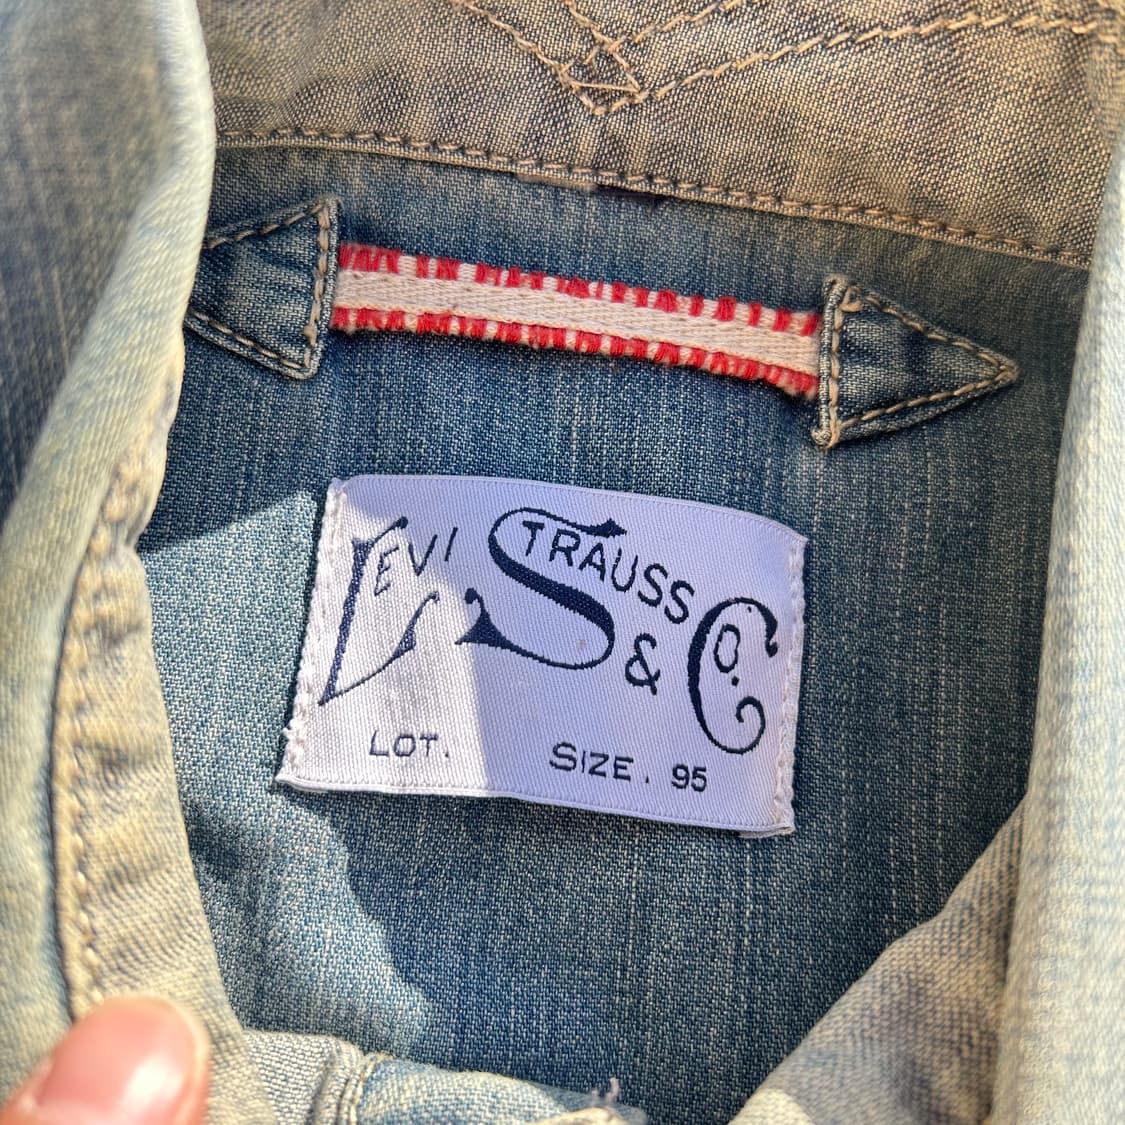 LEVI STRAUSS
& Co.
LOT. SIZE. 95